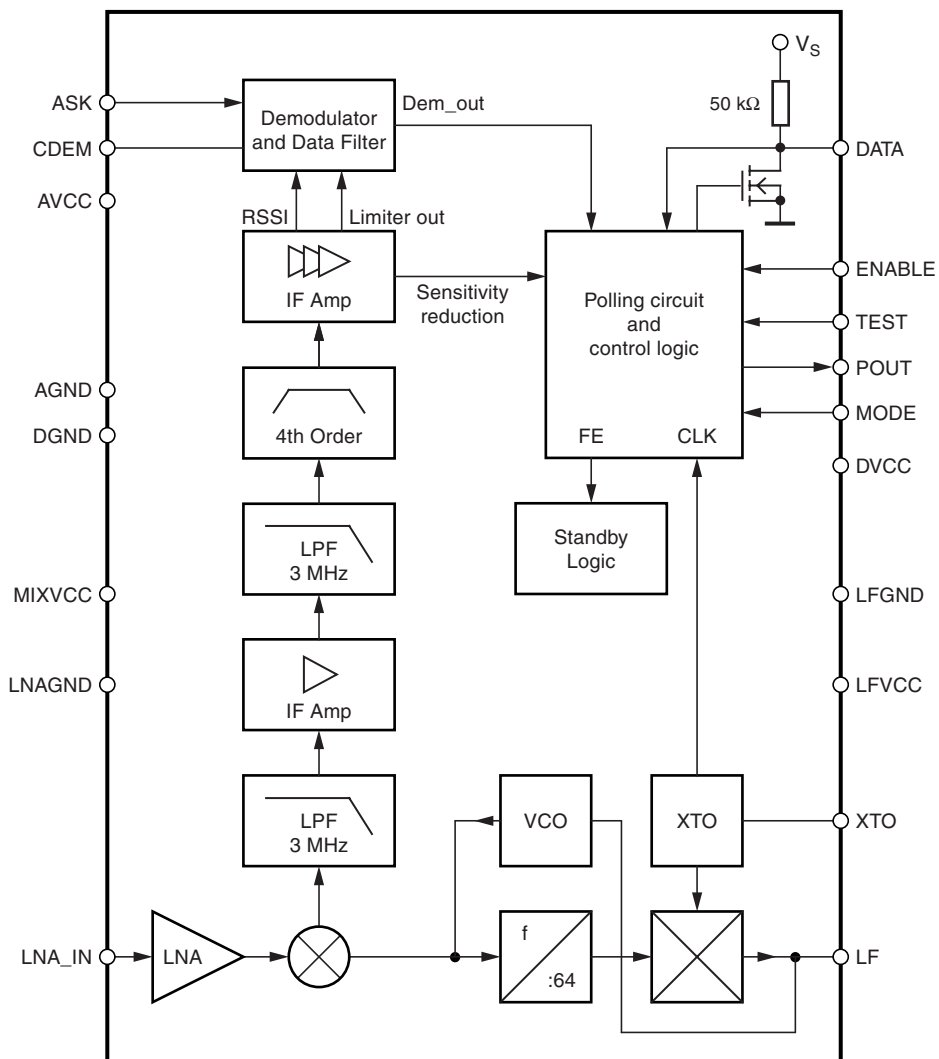 V_S
50 kΩ
ASK
Demodulator
and Data Filter
Dem_out
CDEM
DATA
AVCC
RSSI
Limiter out
IF Amp
Sensitivity
reduction
Polling circuit
and
control logic
ENABLE
TEST
POUT
AGND
4th Order
MODE
DGND
FE
CLK
DVCC
LPF
3 MHz
Standby
Logic
MIXVCC
LFGND
IF Amp
LNAGND
LFVCC
LPF
3 MHz
VCO
XTO
XTO
LNA_IN
LNA
f
:64
LF